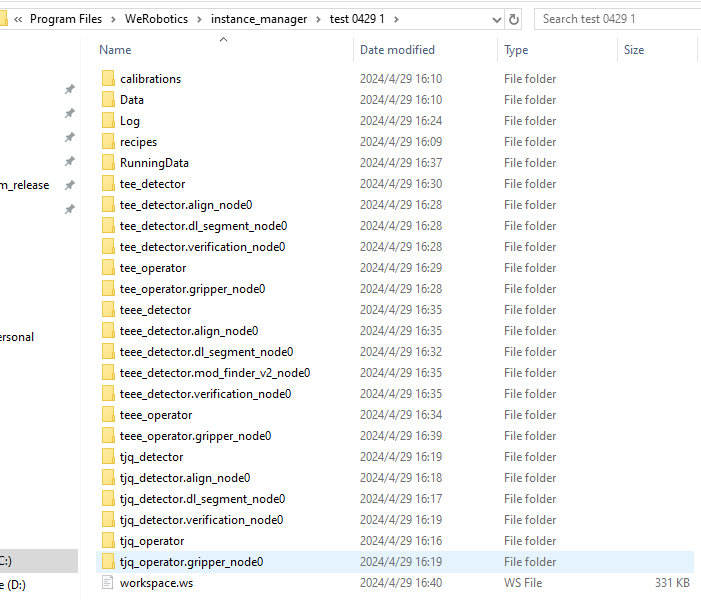 « Program Files > WeRobotics > instance_manager > test 0429 1 > Search test 0429 1
Name Date modified Type Size
calibrations 2024/4/29 16:10 File folder
Data 2024/4/29 16:10 File folder
Log 2024/4/29 16:24 File folder
recipes 2024/4/29 16:09 File folder
RunningData 2024/4/29 16:37 File folder
m_release tee_detector 2024/4/29 16:30 File folder
tee_detector.align_node0 2024/4/29 16:28 File folder
tee_detector.dl_segment_node0 2024/4/29 16:28 File folder
tee_detector.verification_node0 2024/4/29 16:28 File folder
tee_operator 2024/4/29 16:29 File folder
tee_operator.gripper_node0 2024/4/29 16:28 File folder
teee_detector 2024/4/29 16:35 File folder
ersonal teee_detector.align_node0 2024/4/29 16:35 File folder
teee_detector.dl_segment_node0 2024/4/29 16:32 File folder
teee_detector.mod_finder_v2_node0 2024/4/29 16:35 File folder
teee_detector.verification_node0 2024/4/29 16:35 File folder
teee_operator 2024/4/29 16:34 File folder
teee_operator.gripper_node0 2024/4/29 16:39 File folder
tjq_detector 2024/4/29 16:19 File folder
tjq_detector.align_node0 2024/4/29 16:18 File folder
tjq_detector.dl_segment_node0 2024/4/29 16:17 File folder
tjq_detector.verification_node0 2024/4/29 16:19 File folder
tjq_operator 2024/4/29 16:16 File folder
C:) tjq_operator.gripper_node0 2024/4/29 16:19 File folder
e (D:) workspace.ws 2024/4/29 16:40 WS File 331 KB